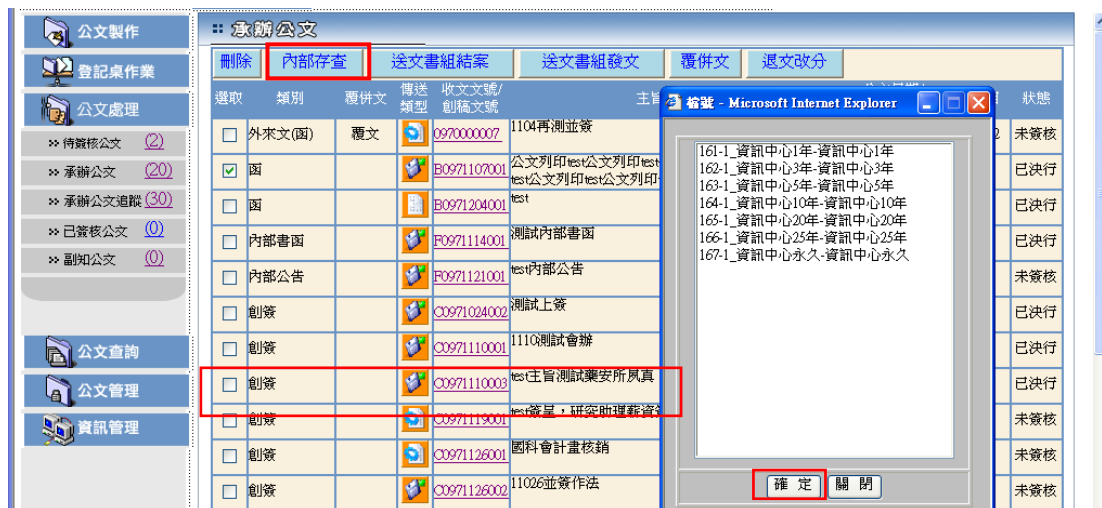 公文製作
登記桌作業
公文處理
待簽核公文 (2)
承辦公文 (20)
承辦公文追蹤 (30)
已簽核公文 (0)
副知公文 (0)
公文查詢
公文管理
資訊管理
承辦公文
刪除 內部存查 送文書組結案 送文書組發文 覆併文 退文改分
選取 類別 覆併文 傳送類型 收文文號/創稿文號 主旨 狀態
外來文(函) 覆文 0970000007 1104再測並簽 未簽核
函 B0971107001 公文列印test公文列印test
test公文列印test公文列印 已決行
函 B0971204001 test 已決行
內部書函 F0971114001 測試內部書函 已決行
內部公告 F0971121001 test內部公告 未簽核
創簽 C0971024002 測試上簽 已決行
創簽 C0971110001 1110測試會辦 已決行
創簽 C0971110003 test主旨測試藥安所夙真 已決行
創簽 C0971119001 test簽呈,研究助理薪資 未簽核
創簽 C0971126001 國科會計畫核銷 未簽核
創簽 C0971126002 11026並簽作法 未簽核
檔號 - Microsoft Internet Explorer
161-1_資訊中心1年-資訊中心1年
162-1_資訊中心3年-資訊中心3年
163-1_資訊中心5年-資訊中心5年
164-1_資訊中心10年-資訊中心10年
165-1_資訊中心20年-資訊中心20年
166-1_資訊中心25年-資訊中心25年
167-1_資訊中心永久-資訊中心永久
確定 關閉